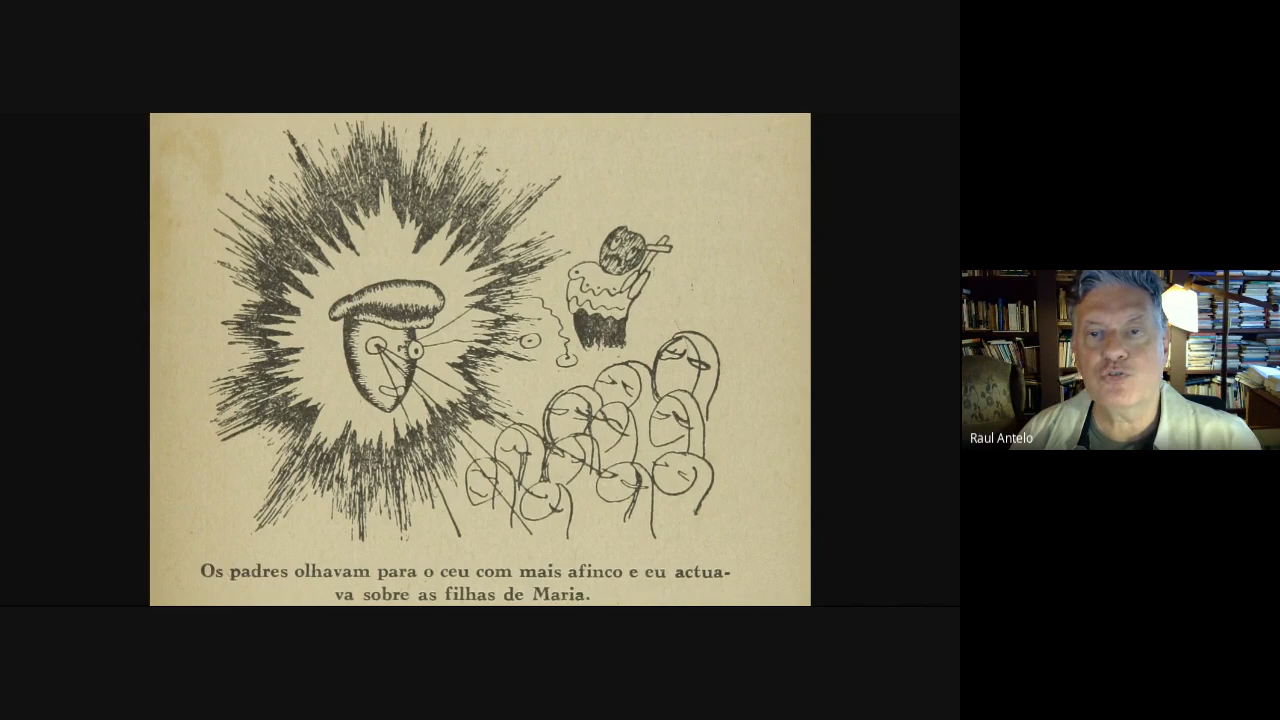 Os padres olhavam para o ceu com mais afinco e eu actua-
va sobre as filhas de Maria.
Raul Antelo